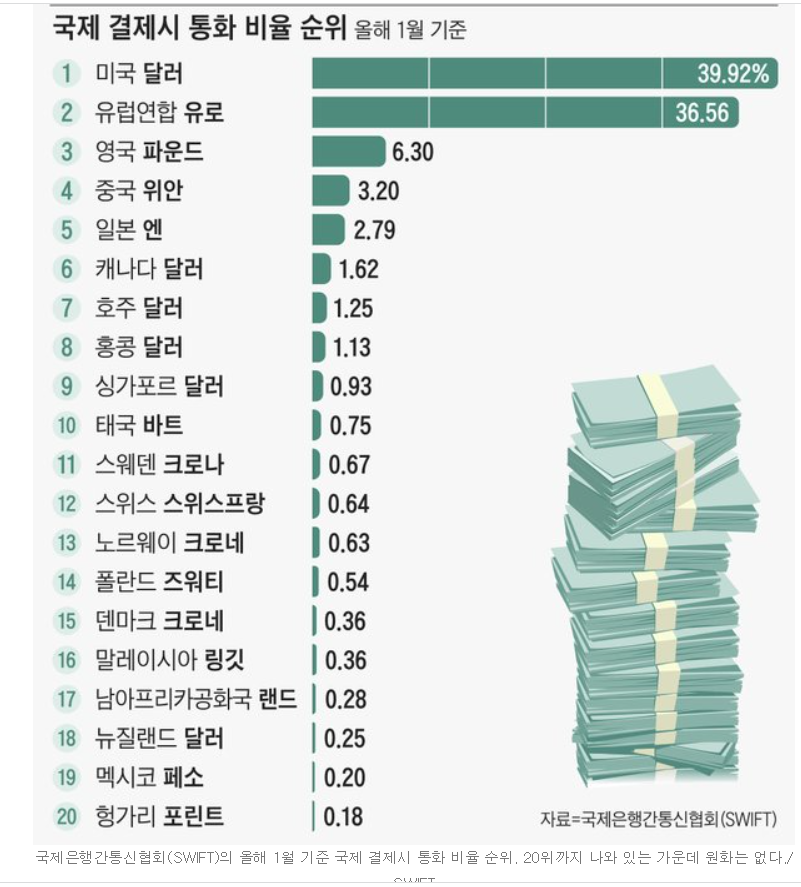 국제 결제시 통화 비율 순위 올해 1월 기준
1 미국 달러 39.92%
2 유럽연합 유로 36.56
3 영국 파운드 6.30
4 중국 위안 3.20
5 일본 엔 2.79
6 캐나다 달러 1.62
7 호주 달러 1.25
8 홍콩 달러 1.13
9 싱가포르 달러 0.93
10 태국 바트 0.75
11 스웨덴 크로나 0.67
12 스위스 스위스프랑 0.64
13 노르웨이 크로네 0.63
14 폴란드 즈워티 0.54
15 덴마크 크로네 0.36
16 말레이시아 링깃 0.36
17 남아프리카공화국 랜드 0.28
18 뉴질랜드 달러 0.25
19 멕시코 페소 0.20
20 헝가리 포린트 0.18
자료=국제은행간통신협회(SWIFT)
국제은행간통신협회(SWIFT)의 올해 1월 기준 국제 결제시 통화 비율 순위. 20위까지 나와 있는 가운데 원화는 없다./
SWIFT